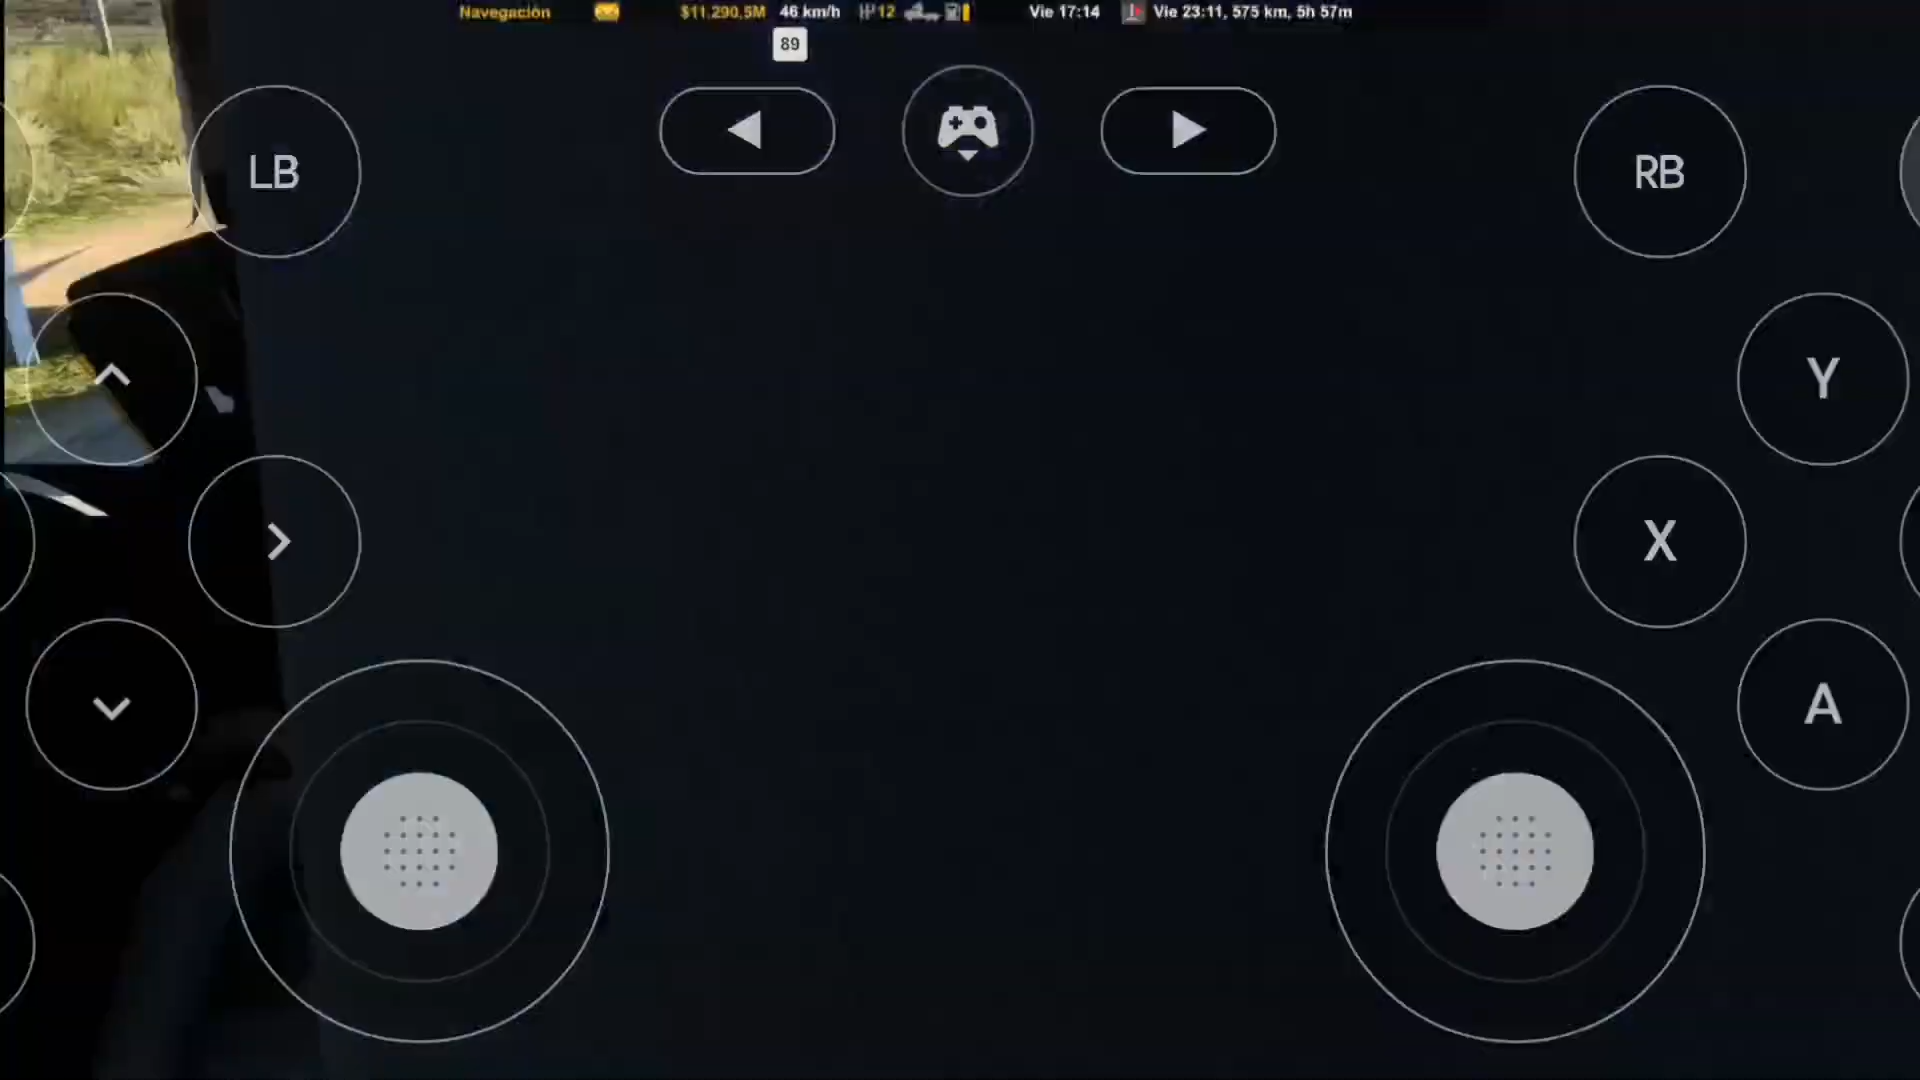 Navegación $11,290,5M 46 km/h 12 Vie 17:14 Vie 23:11, 575 km, 5h 57m
89
LB
RB
Y
X
A